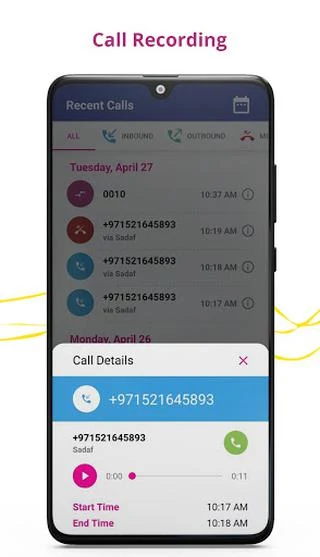 Call Recording
Recent Calls
ALL INBOUND OUTBOUND
Tuesday, April 27
0010 10:37 AM
+971521645893 10:19 AM
via Sadaf
+971521645893 10:18 AM
via Sadaf
+971521645893 10:17 AM
via Sadaf
Monday, April 26
Call Details
+971521645893
+971521645893
Sadaf
0:00 0:11
Start Time 10:17 AM
End Time 10:18 AM